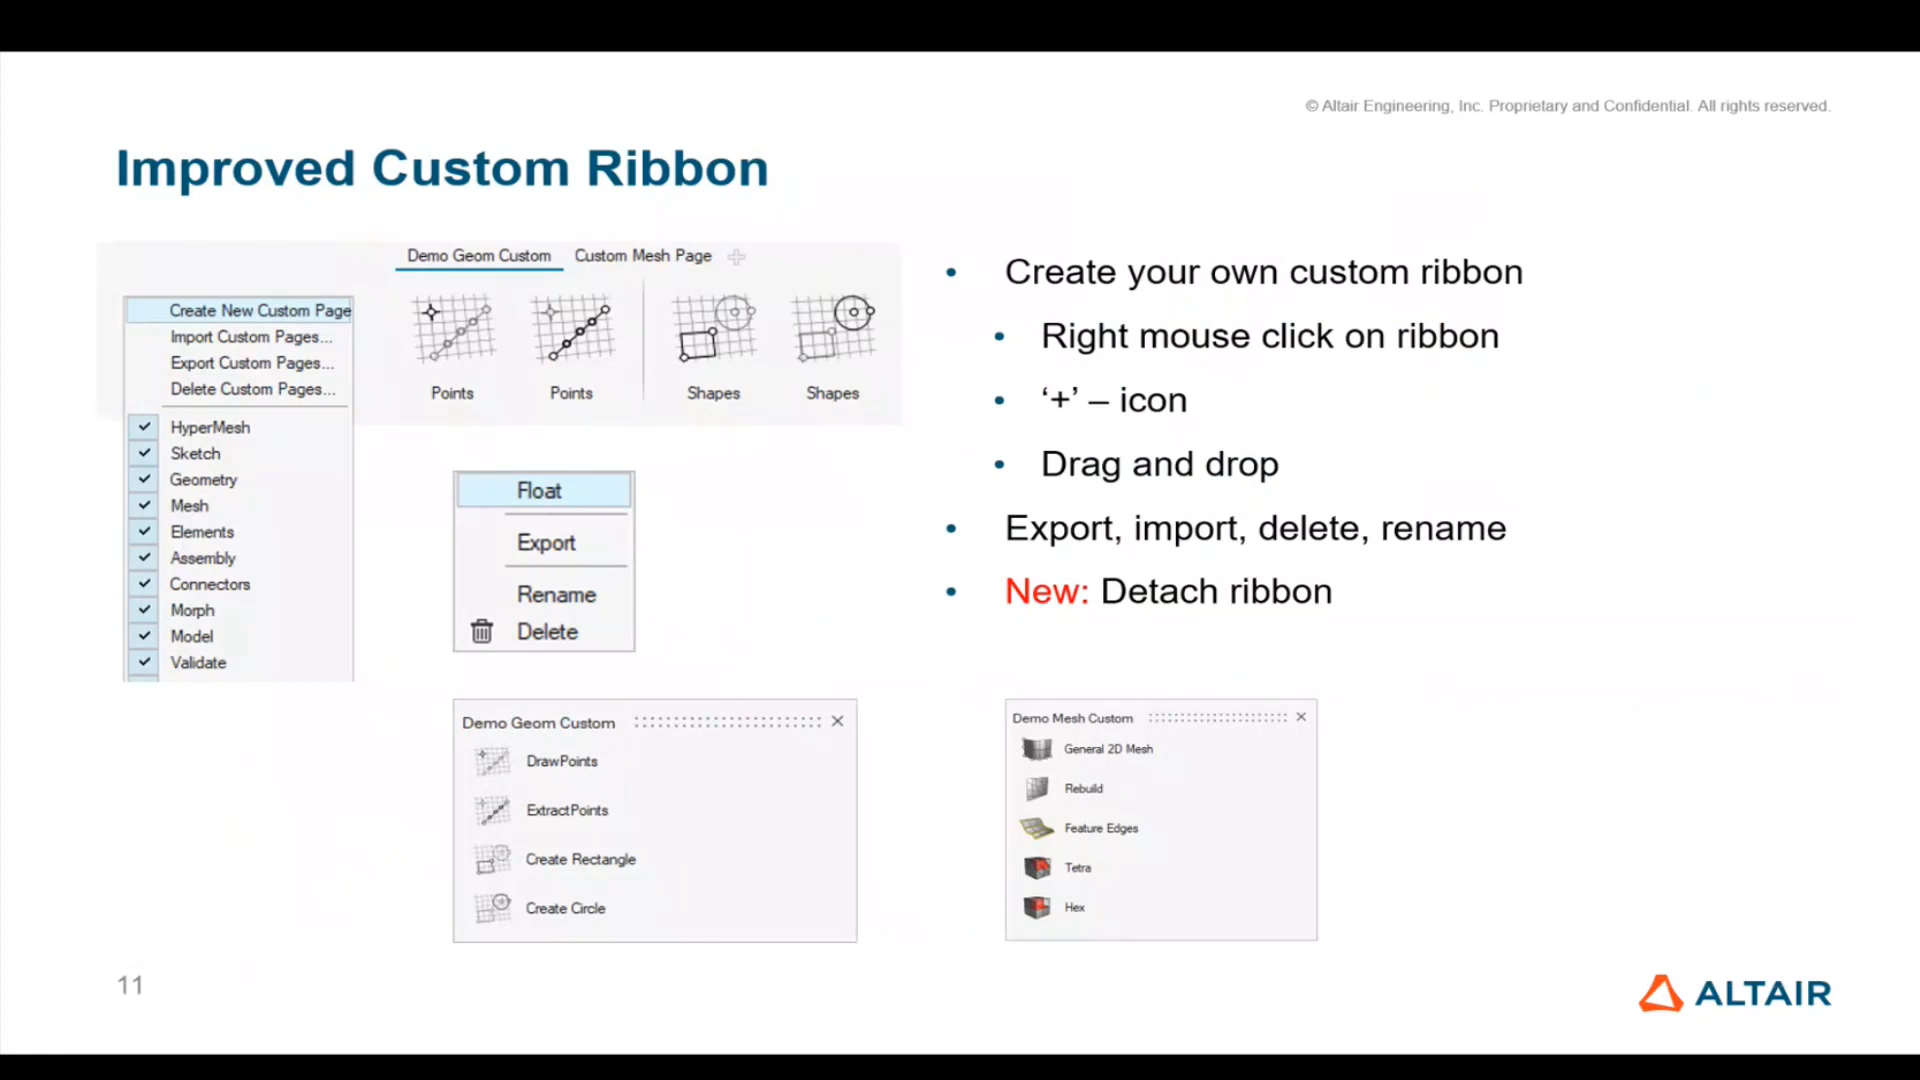 © Altair Engineering, Inc. Proprietary and Confidential. All rights reserved.
Improved Custom Ribbon
Demo Geom Custom Custom Mesh Page
Points Points Shapes Shapes
Create New Custom Page
Import Custom Pages...
Export Custom Pages...
Delete Custom Pages...
HyperMesh
Sketch
Geometry
Mesh
Elements
Assembly
Connectors
Morph
Model
Validate
Float
Export
Rename
Delete
• Create your own custom ribbon
• Right mouse click on ribbon
• ‘+’ – icon
• Drag and drop
• Export, import, delete, rename
• New: Detach ribbon
Demo Geom Custom
DrawPoints
ExtractPoints
Create Rectangle
Create Circle
Demo Mesh Custom
General 2D Mesh
Rebuild
Feature Edges
Tetra
Hex
11
ALTAIR